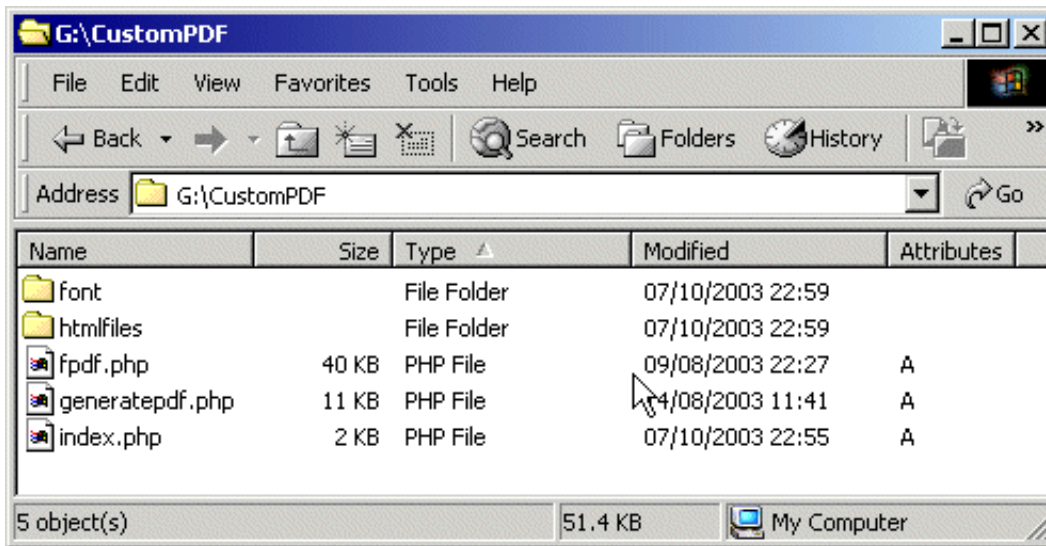 G:\CustomPDF
File Edit View Favorites Tools Help
Back Search Folders History »
Address G:\CustomPDF Go
Name Size Type Modified Attributes
font File Folder 07/10/2003 22:59
htmlfiles File Folder 07/10/2003 22:59
fpdf.php 40 KB PHP File 09/08/2003 22:27 A
generatepdf.php 11 KB PHP File 4/08/2003 11:41 A
index.php 2 KB PHP File 07/10/2003 22:55 A
5 object(s) 51.4 KB My Computer